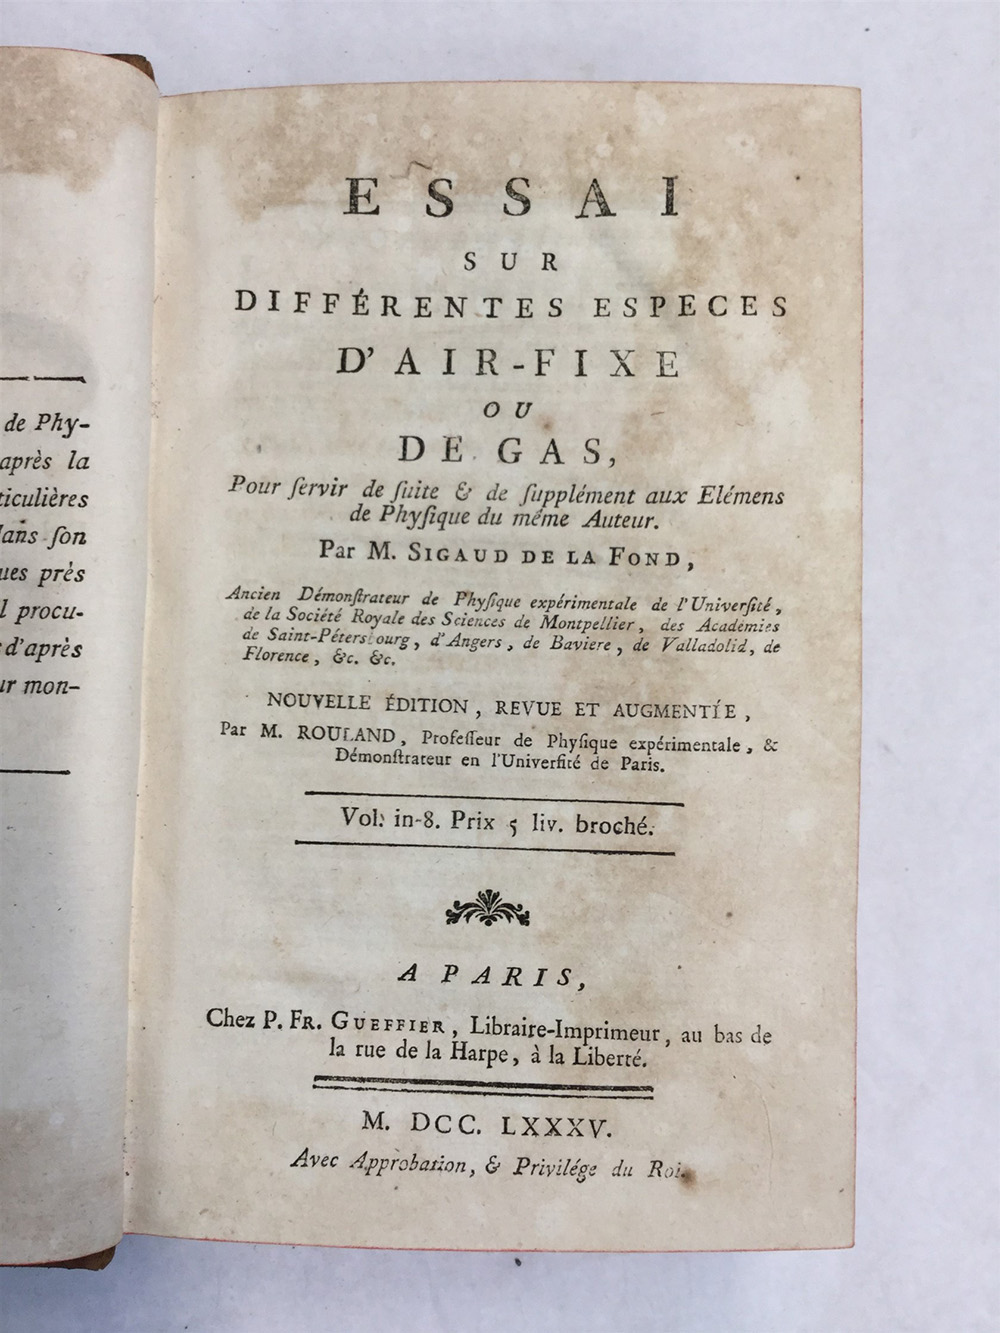 de Phy-
après la
ticulières
dans ſon
ues près
l procu-
d'après
ur mon-
ESSAI
SUR
DIFFÉRENTES ESPECES
D'AIR-FIXE
OU
DE GAS,
Pour ſervir de ſuite & de ſupplément aux Elémens
de Phyſique du même Auteur.
Par M. SIGAUD DE LA FOND,
Ancien Démonſtrateur de Phyſique expérimentale de l'Univerſité,
de la Société Royale des Sciences de Montpellier, des Académies
de Saint-Pétersbourg, d'Angers, de Baviere, de Valladolid, de
Florence, &c. &c.
NOUVELLE ÉDITION, REVUE ET AUGMENTÍE,
Par M. ROULAND, Profeſſeur de Phyſique expérimentale, &
Démonſtrateur en l'Univerſité de Paris.
Vol: in-8. Prix 5 liv. broché.
A PARIS,
Chez P. FR. GUEFFIER, Libraire-Imprimeur, au bas de
la rue de la Harpe, à la Liberté.
M. DCC. LXXXV.
Avec Approbation, & Privilége du Roi.